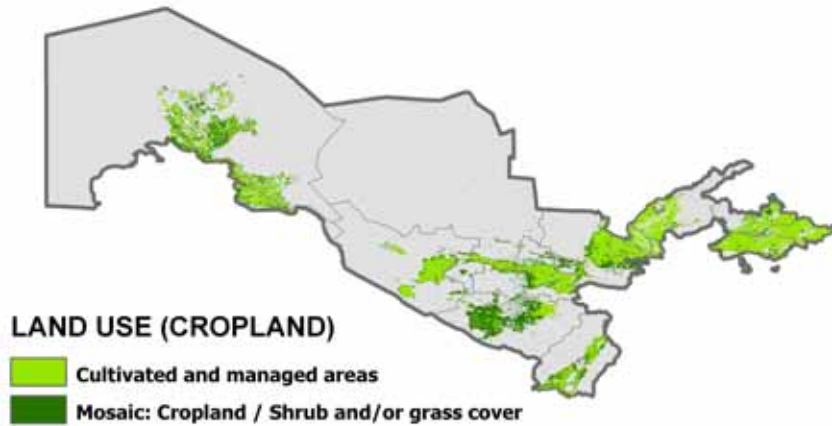 LAND USE (CROPLAND)
Cultivated and managed areas
Mosaic: Cropland / Shrub and/or grass cover